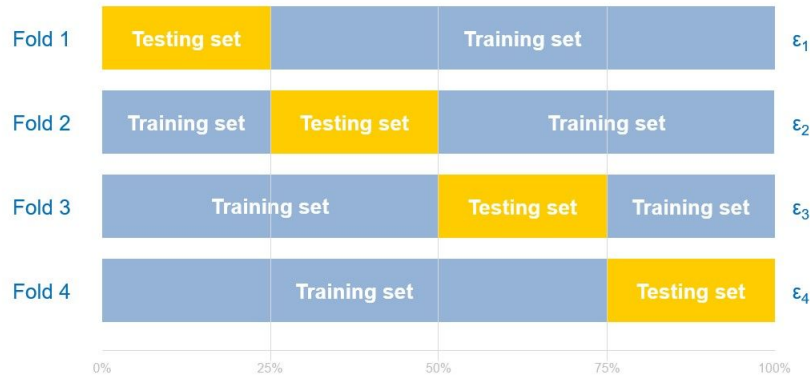 Fold 1 Testing set Training set ε₁
Fold 2 Training set Testing set Training set ε₂
Fold 3 Training set Testing set Training set ε₃
Fold 4 Training set Testing set ε₄
0% 25% 50% 75% 100%